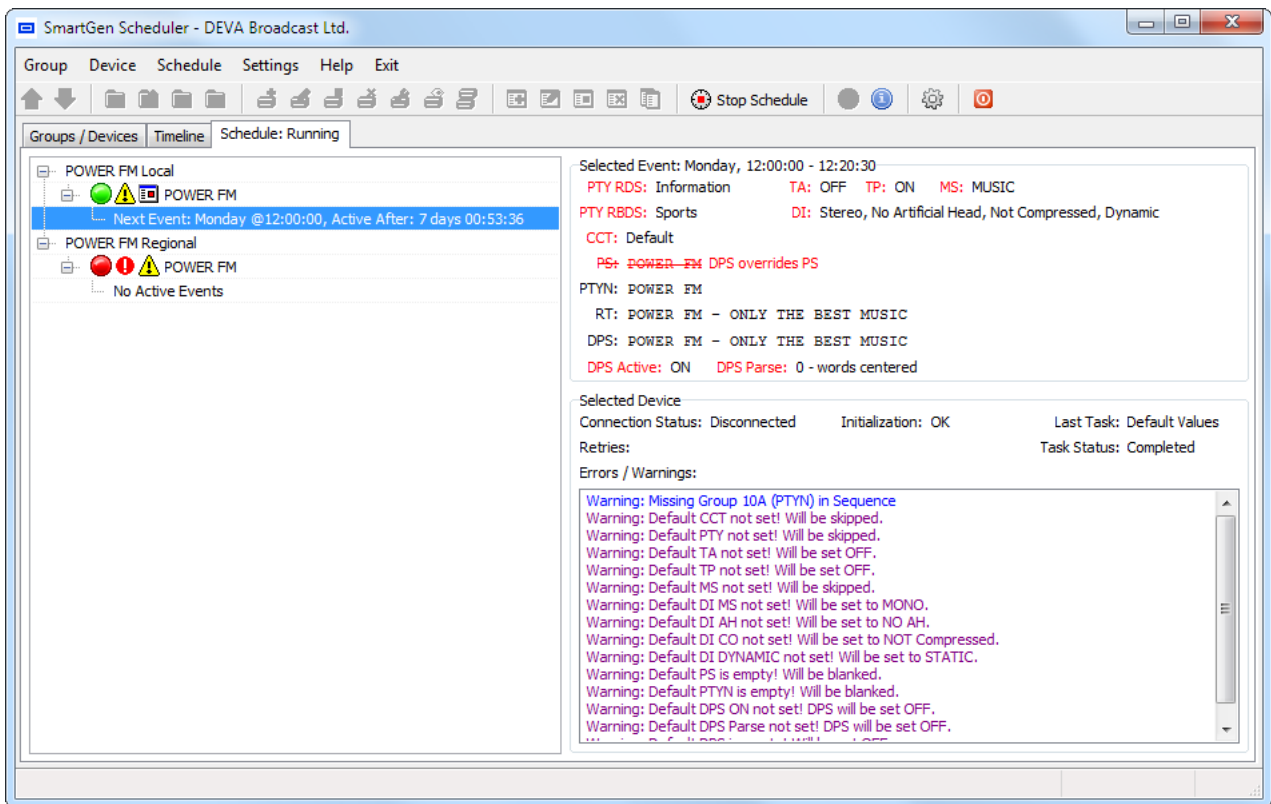 SmartGen Scheduler - DEVA Broadcast Ltd.
Group Device Schedule Settings Help Exit
Stop Schedule
Groups / Devices Timeline Schedule: Running
POWER FM Local
POWER FM
Next Event: Monday @12:00:00, Active After: 7 days 00:53:36
POWER FM Regional
POWER FM
No Active Events
Selected Event: Monday, 12:00:00 - 12:20:30
PTY RDS: Information TA: OFF TP: ON MS: MUSIC
PTY RBDS: Sports DI: Stereo, No Artificial Head, Not Compressed, Dynamic
CCT: Default
PS: POWER FM DPS overrides PS
PTYN: POWER FM
RT: POWER FM - ONLY THE BEST MUSIC
DPS: POWER FM - ONLY THE BEST MUSIC
DPS Active: ON DPS Parse: 0 - words centered
Selected Device
Connection Status: Disconnected Initialization: OK Last Task: Default Values
Retries: Task Status: Completed
Errors / Warnings:
Warning: Missing Group 10A (PTYN) in Sequence
Warning: Default CCT not set! Will be skipped.
Warning: Default PTY not set! Will be skipped.
Warning: Default TA not set! Will be set OFF.
Warning: Default TP not set! Will be set OFF.
Warning: Default MS not set! Will be skipped.
Warning: Default DI MS not set! Will be set to MONO.
Warning: Default DI AH not set! Will be set to NO AH.
Warning: Default DI CO not set! Will be set to NOT Compressed.
Warning: Default DI DYNAMIC not set! Will be set to STATIC.
Warning: Default PS is empty! Will be blanked.
Warning: Default PTYN is empty! Will be blanked.
Warning: Default DPS ON not set! DPS will be set OFF.
Warning: Default DPS Parse not set! DPS will be set OFF.